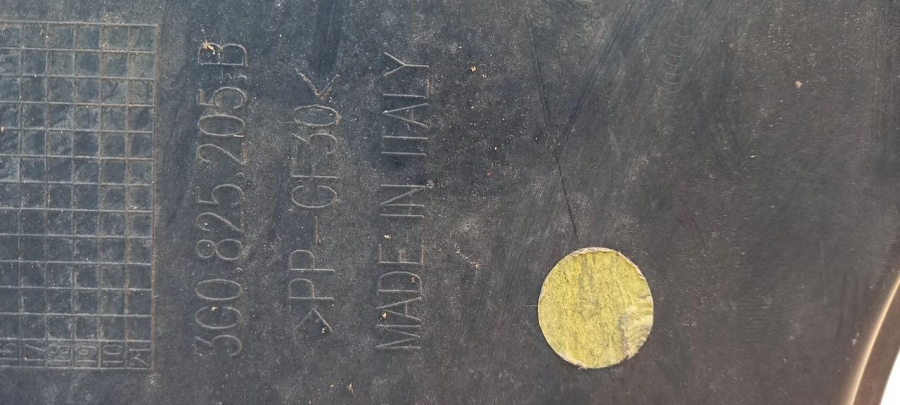 3C0.825.205.B
>PP-GF30<
MADE IN ITALY